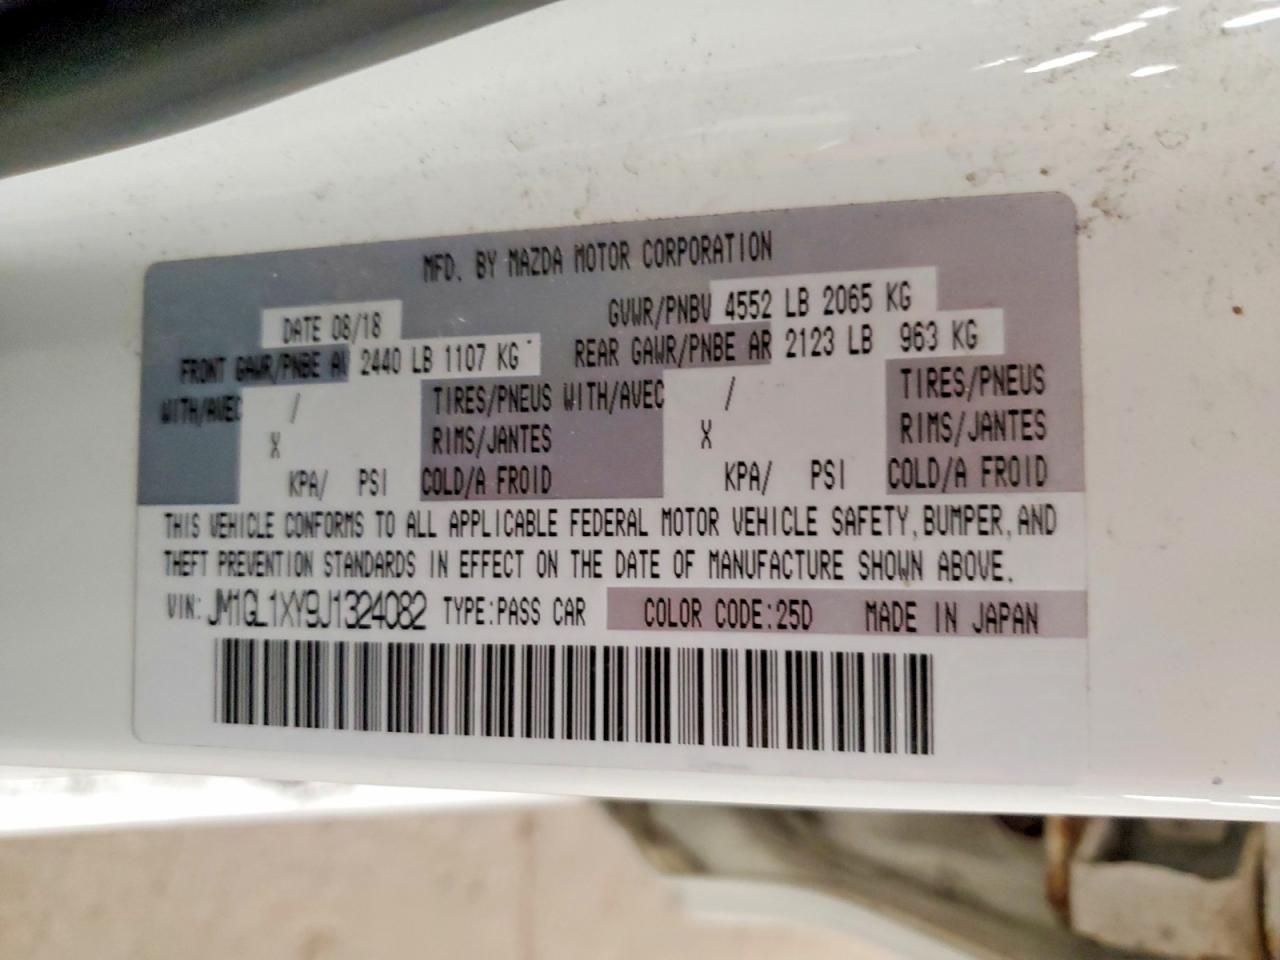 MFD. BY MAZDA MOTOR CORPORATION
DATE 08/18 GVWR/PNBV 4552 LB 2065 KG
FRONT GAWR/PNBE AV 2440 LB 1107 KG REAR GAWR/PNBE AR 2123 LB 963 KG
WITH/AVEC / TIRES/PNEUS WITH/AVEC / TIRES/PNEUS
X RIMS/JANTES X RIMS/JANTES
KPA/ PSI COLD/A FROID KPA/ PSI COLD/A FROID
THIS VEHICLE CONFORMS TO ALL APPLICABLE FEDERAL MOTOR VEHICLE SAFETY, BUMPER, AND
THEFT PREVENTION STANDARDS IN EFFECT ON THE DATE OF MANUFACTURE SHOWN ABOVE.
VIN: JM1GL1XY9J1324082 TYPE:PASS CAR COLOR CODE:25D MADE IN JAPAN